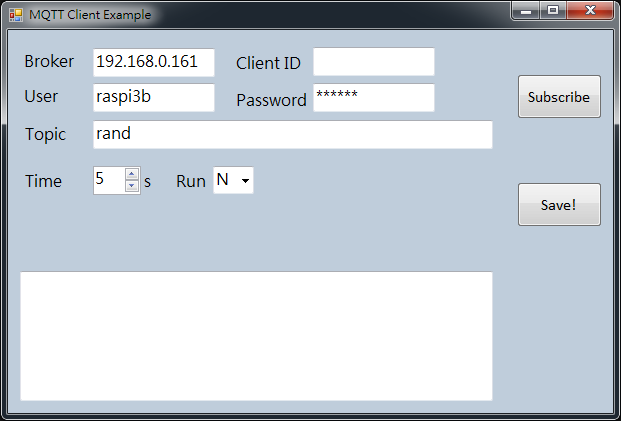 MQTT Client Example
Broker 192.168.0.161 Client ID
User raspi3b Password ******
Subscribe
Topic rand
Time 5 s Run N
Save!